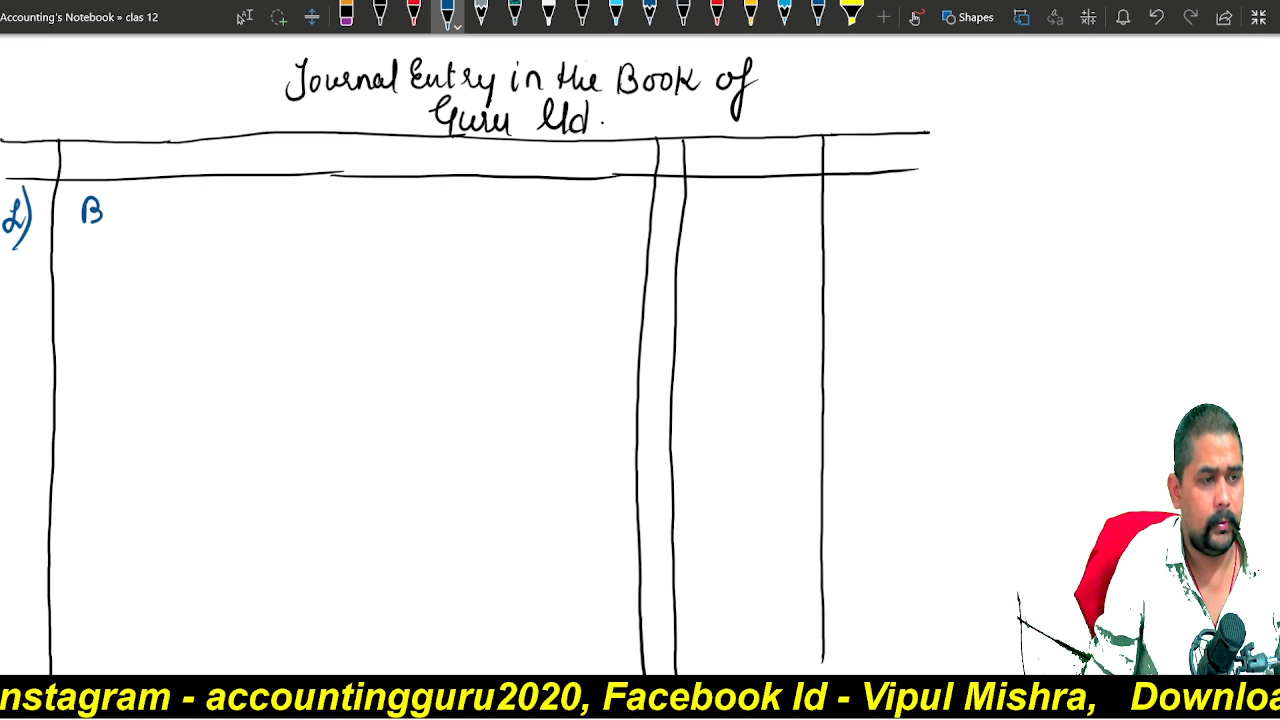 Accounting's Notebook » clas 12
Shapes
Journal Entry in the Book of
Guru Ltd.
B
nstagram - accountingguru2020, Facebook Id - Vipul Mishra, Downloa